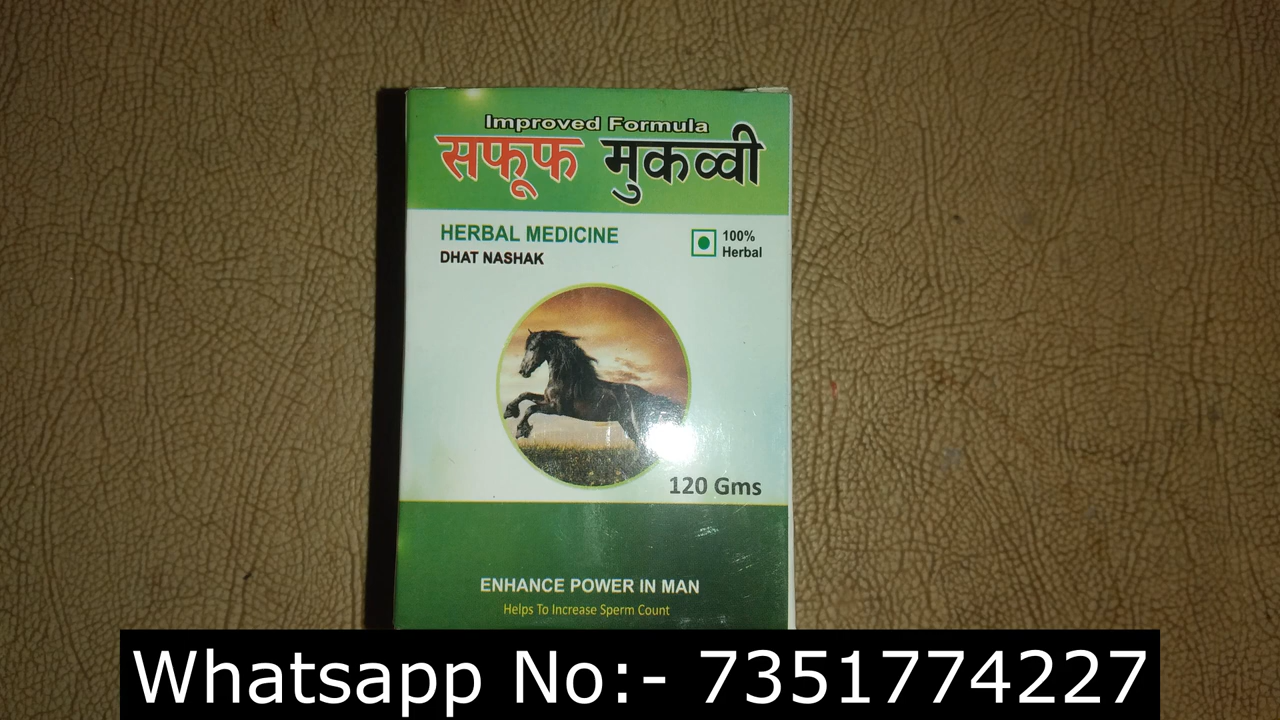 Improved Formula
सफूफ मुकव्वी
HERBAL MEDICINE
DHAT NASHAK
100%
Herbal
120 Gms
ENHANCE POWER IN MAN
Helps To Increase Sperm Count
Whatsapp No:- 7351774227